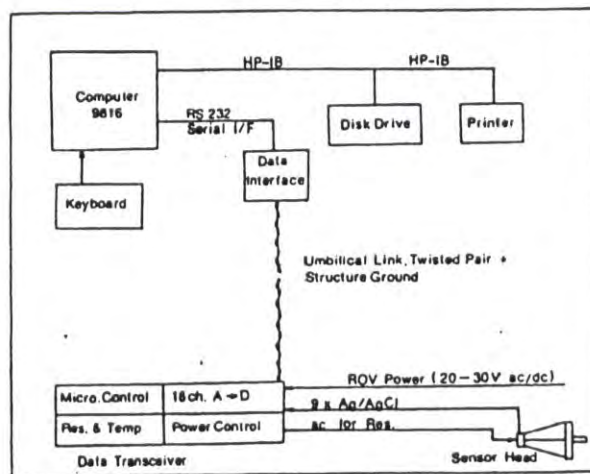 HP-IB
HP-IB
Computer
9816
RS 232
Serial I/F
Disk Drive
Printer
Data
Interface
Keyboard
Umbilical Link, Twisted Pair +
Structure Ground
ROV Power (20-30V ac/dc)
Micro. Control
16ch. A→D
9 x Ag/AgCl
Res. & Temp
Power Control
ac for Res.
Sensor Head
Data Transceiver